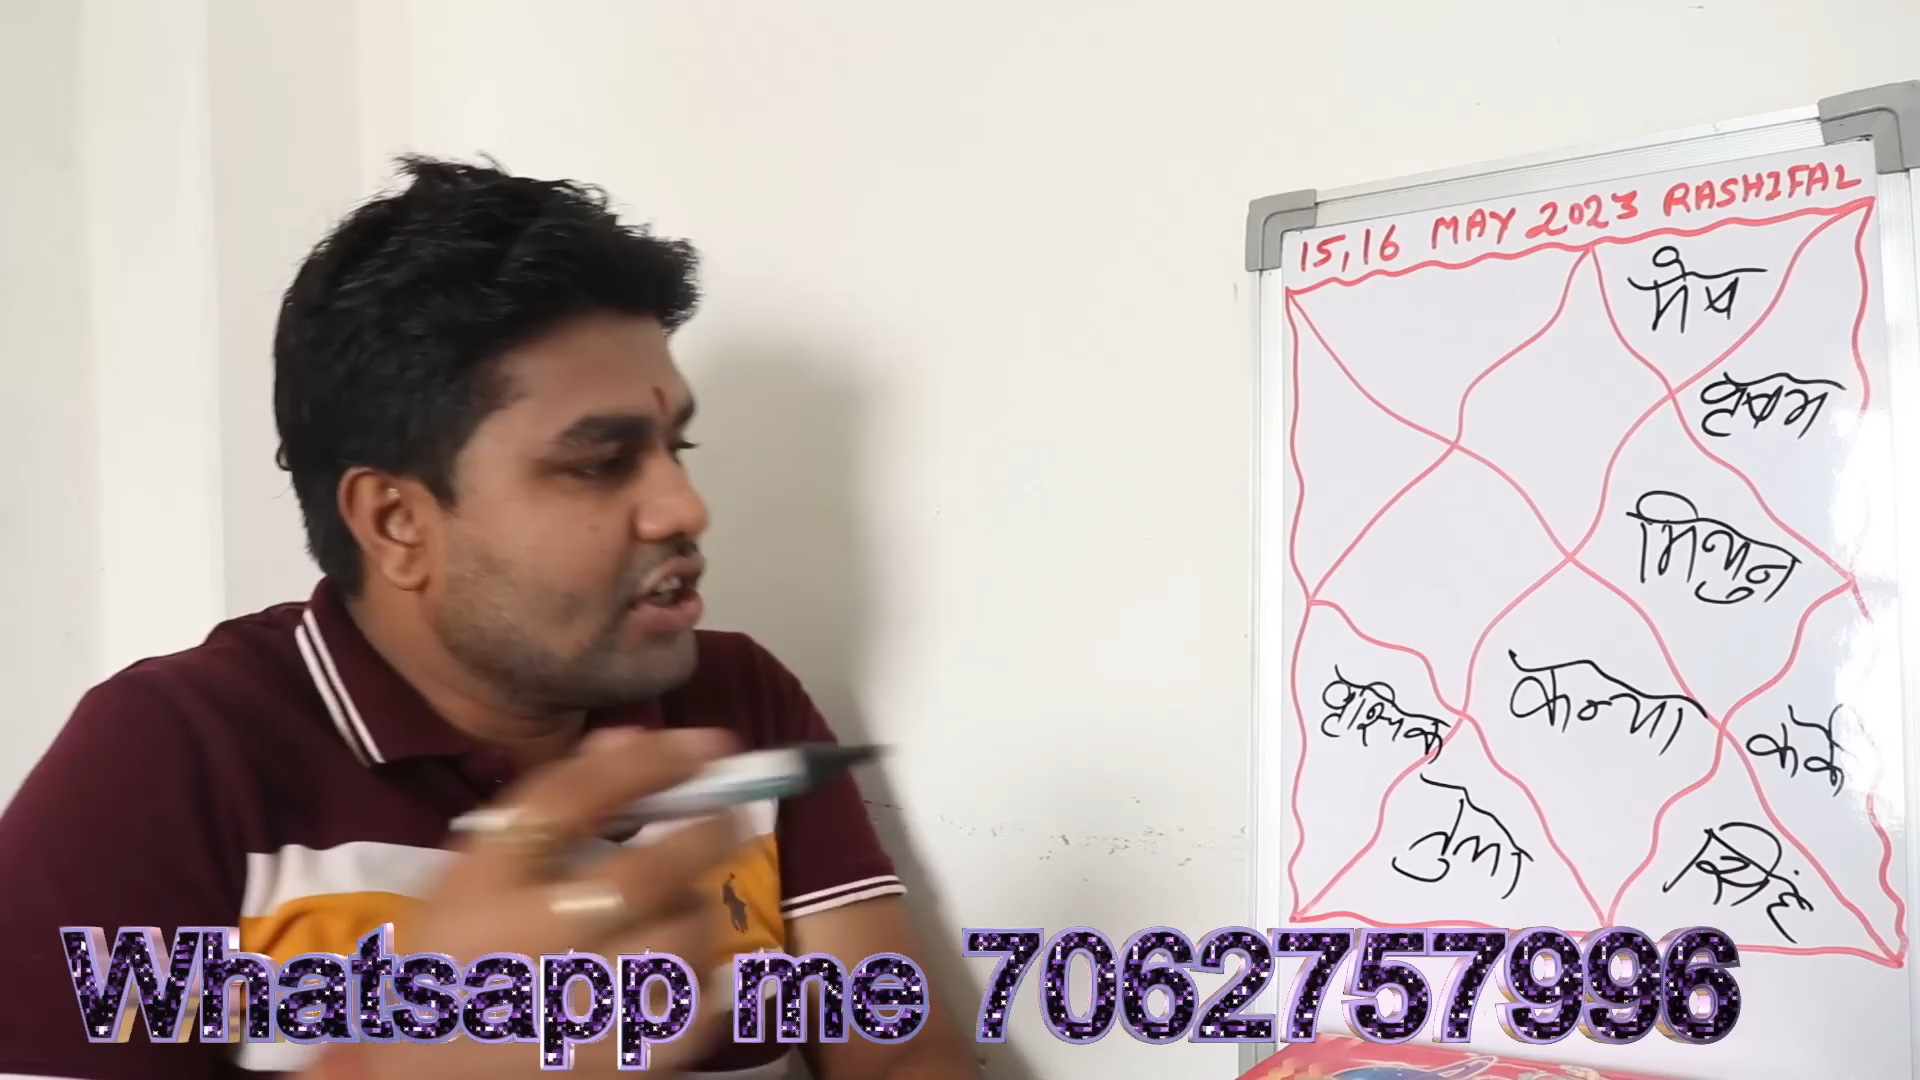 15,16 MAY 2023 RASHIFAL
मेष
वृषभ
मिथुन
कन्या
वृश्चिक
कर्क
तुला
सिंह
Whatsapp me 7062757996